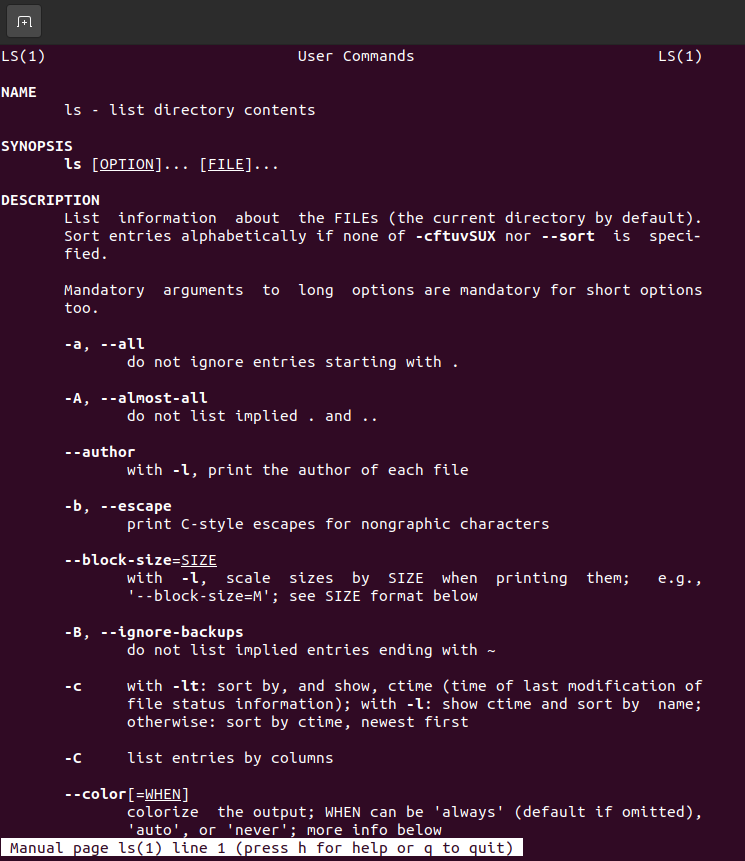 LS(1) User Commands LS(1)
NAME
ls - list directory contents
SYNOPSIS
ls [OPTION]... [FILE]...
DESCRIPTION
List information about the FILEs (the current directory by default).
Sort entries alphabetically if none of -cftuvSUX nor --sort is speci-
fied.
Mandatory arguments to long options are mandatory for short options
too.
-a, --all
do not ignore entries starting with .
-A, --almost-all
do not list implied . and ..
--author
with -l, print the author of each file
-b, --escape
print C-style escapes for nongraphic characters
--block-size=SIZE
with -l, scale sizes by SIZE when printing them; e.g.,
'--block-size=M'; see SIZE format below
-B, --ignore-backups
do not list implied entries ending with ~
-c with -lt: sort by, and show, ctime (time of last modification of
file status information); with -l: show ctime and sort by name;
otherwise: sort by ctime, newest first
-C list entries by columns
--color[=WHEN]
colorize the output; WHEN can be 'always' (default if omitted),
'auto', or 'never'; more info below
Manual page ls(1) line 1 (press h for help or q to quit)